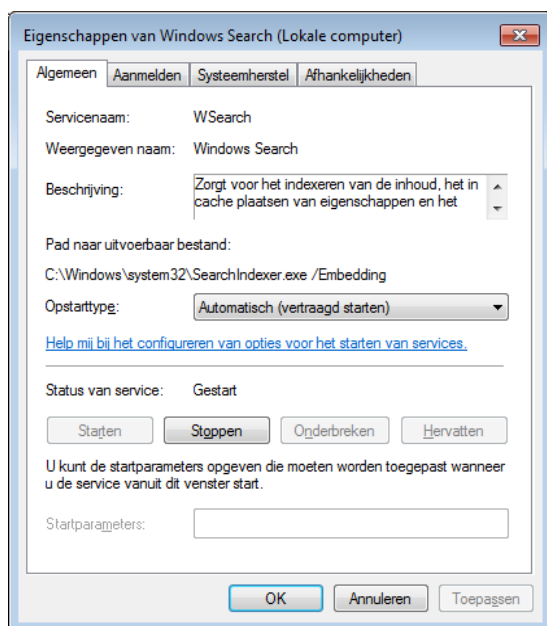 Eigenschappen van Windows Search (Lokale computer)
Algemeen Aanmelden Systeemherstel Afhankelijkheden
Servicenaam: WSearch
Weergegeven naam: Windows Search
Beschrijving: Zorgt voor het indexeren van de inhoud, het in
cache plaatsen van eigenschappen en het
Pad naar uitvoerbaar bestand:
C:\Windows\system32\SearchIndexer.exe /Embedding
Opstarttype: Automatisch (vertraagd starten)
Help mij bij het configureren van opties voor het starten van services.
Status van service: Gestart
Starten Stoppen Onderbreken Hervatten
U kunt de startparameters opgeven die moeten worden toegepast wanneer
u de service vanuit dit venster start.
Startparameters:
OK Annuleren Toepassen